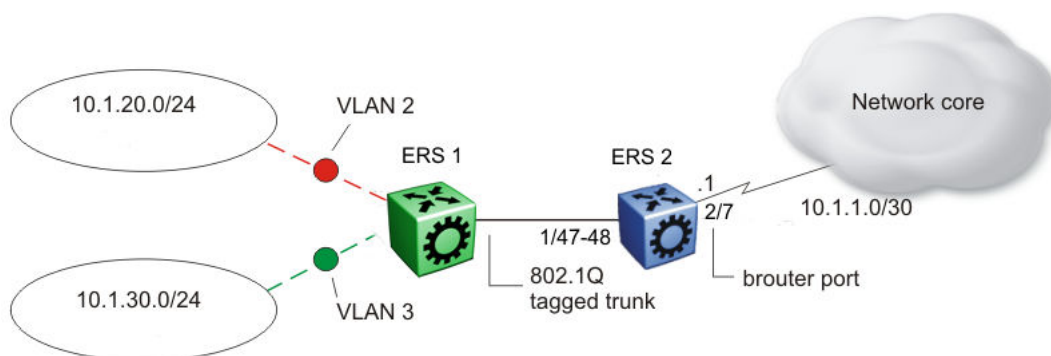 10.1.20.0/24
VLAN 2
ERS 1
ERS 2
Network core
.1
2/7
10.1.1.0/30
1/47-48
802.1Q
tagged trunk
brouter port
10.1.30.0/24
VLAN 3